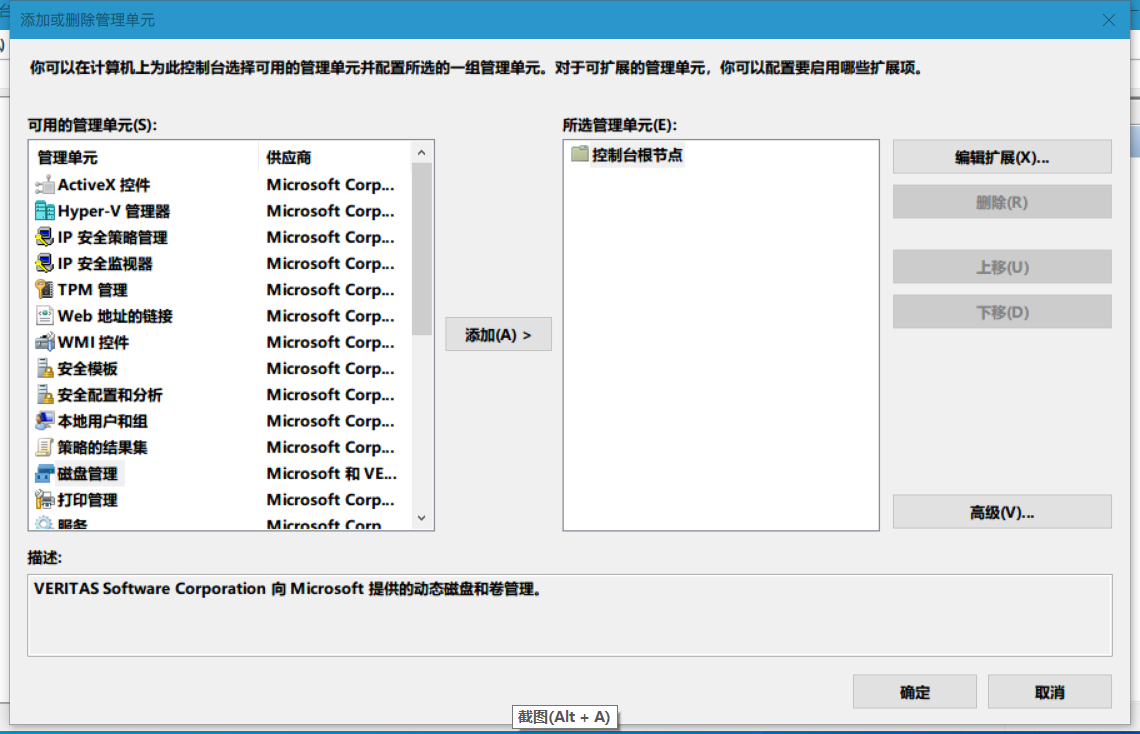 添加或删除管理单元
你可以在计算机上为此控制台选择可用的管理单元并配置所选的一组管理单元。对于可扩展的管理单元，你可以配置要启用哪些扩展项。
可用的管理单元(S):
管理单元 供应商
ActiveX 控件 Microsoft Corp...
Hyper-V 管理器 Microsoft Corp...
IP 安全策略管理 Microsoft Corp...
IP 安全监视器 Microsoft Corp...
TPM 管理 Microsoft Corp...
Web 地址的链接 Microsoft Corp...
WMI 控件 Microsoft Corp...
安全模板 Microsoft Corp...
安全配置和分析 Microsoft Corp...
本地用户和组 Microsoft Corp...
策略的结果集 Microsoft Corp...
磁盘管理 Microsoft 和 VE...
打印管理 Microsoft Corp...
服务 Microsoft Corp
添加(A) >
所选管理单元(E):
控制台根节点
编辑扩展(X)...
删除(R)
上移(U)
下移(D)
高级(V)...
描述:
VERITAS Software Corporation 向 Microsoft 提供的动态磁盘和卷管理。
确定
取消
截图(Alt + A)